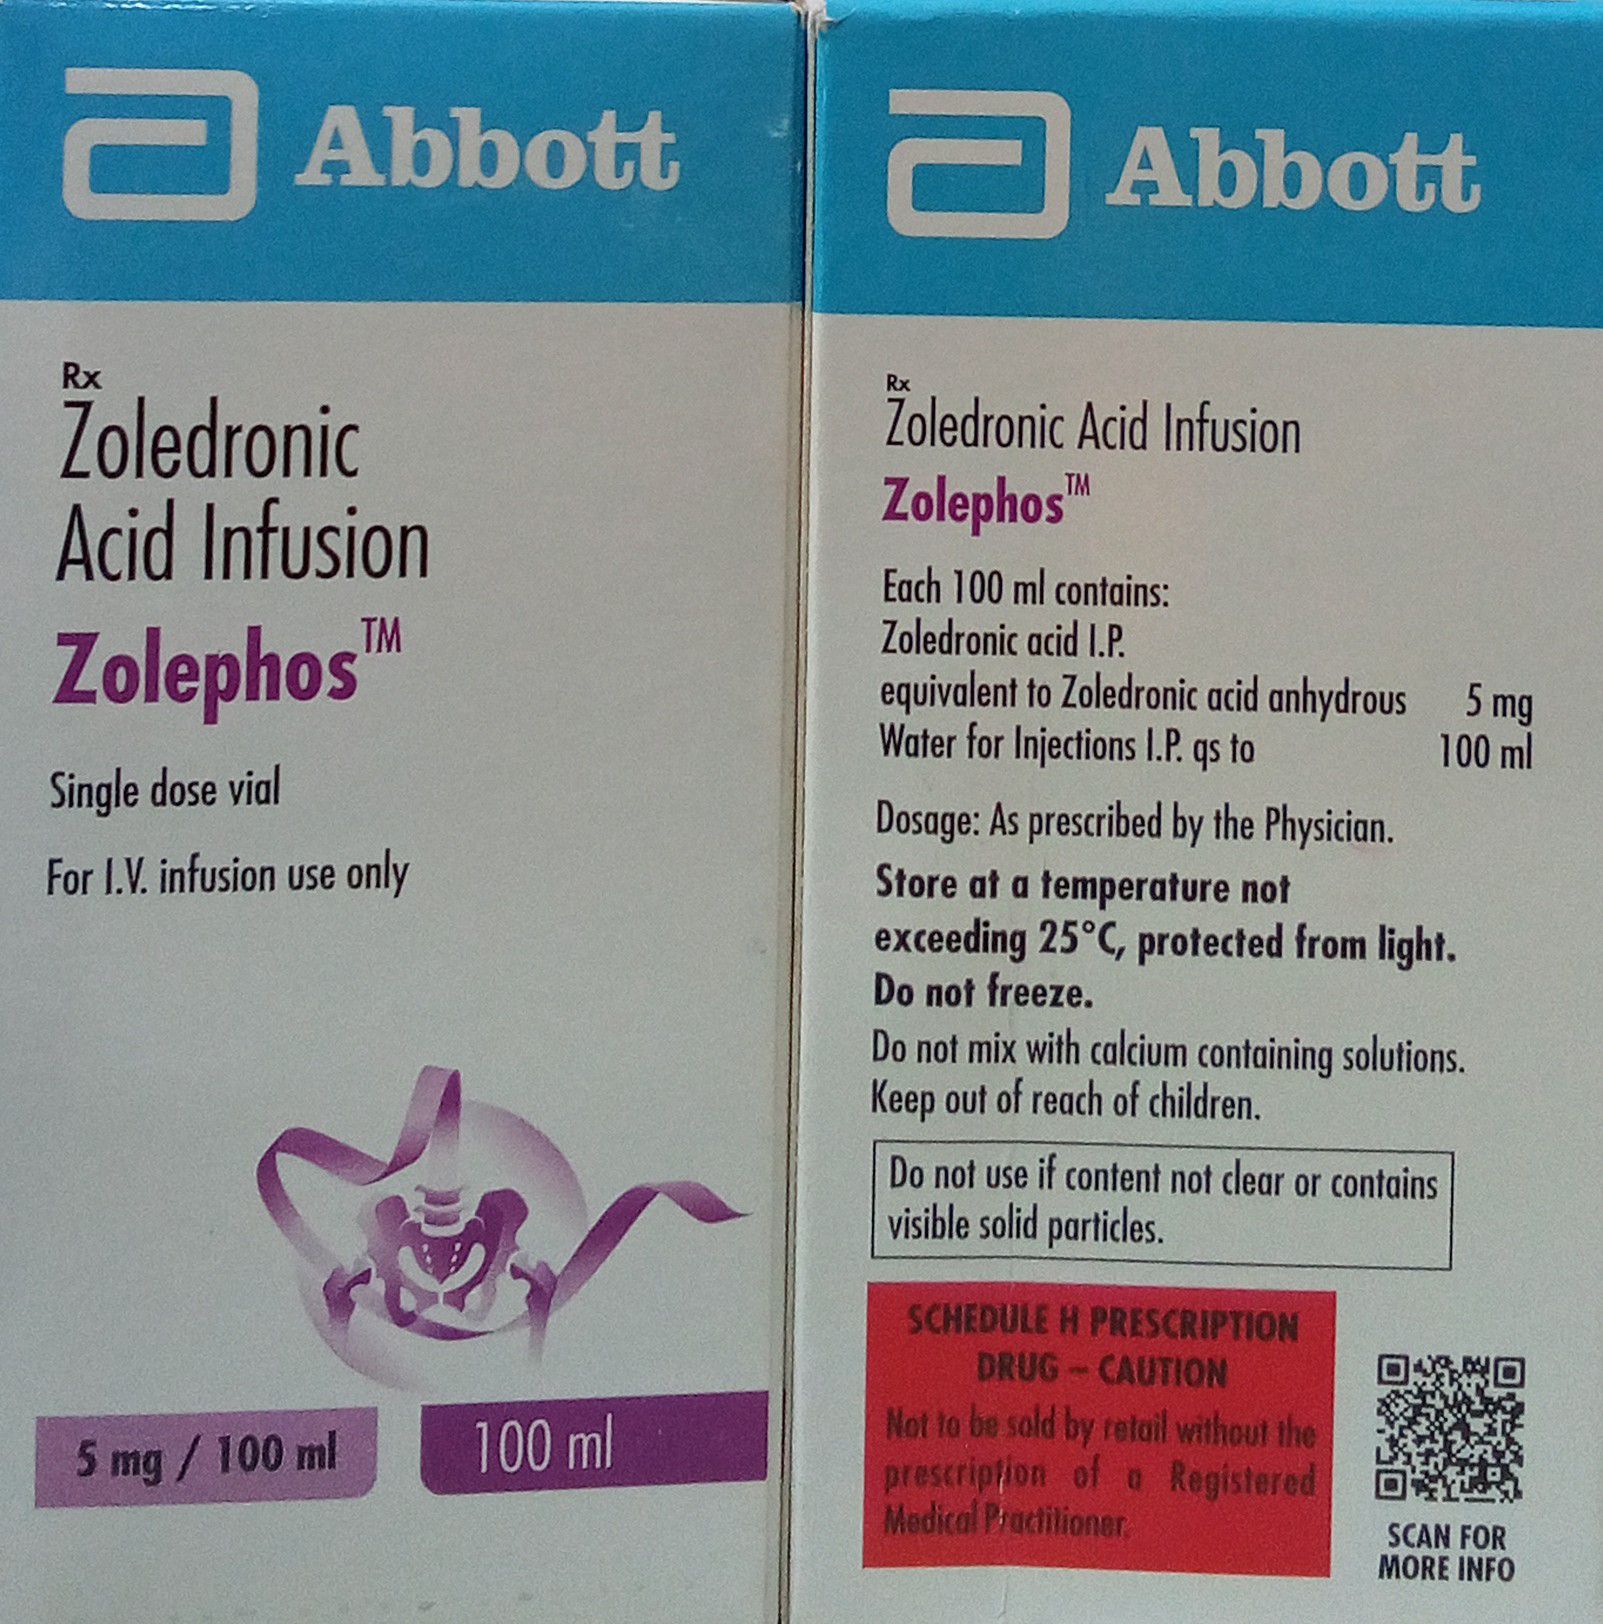 Abbott
Rx
Zoledronic
Acid Infusion
Zolephos™
Single dose vial
For I.V. infusion use only
5 mg / 100 ml
100 ml
Abbott
Rx
Zoledronic Acid Infusion
Zolephos™
Each 100 ml contains:
Zoledronic acid I.P.
equivalent to Zoledronic acid anhydrous 5 mg
Water for Injections I.P. qs to 100 ml
Dosage: As prescribed by the Physician.
Store at a temperature not
exceeding 25°C, protected from light.
Do not freeze.
Do not mix with calcium containing solutions.
Keep out of reach of children.
Do not use if content not clear or contains
visible solid particles.
SCHEDULE H PRESCRIPTION
DRUG – CAUTION
Not to be sold by retail without the
prescription of a Registered
Medical Practitioner.
SCAN FOR
MORE INFO